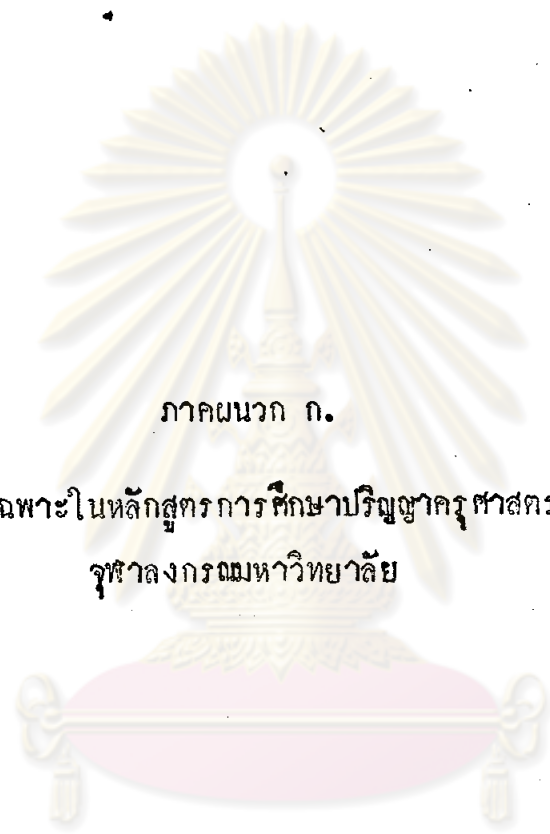 ภาคผนวก ก.
ฉพาะในหลักสูตรการศึกษาปริญญาครุศาสตร
จุฬาลงกรณมหาวิทยาลัย